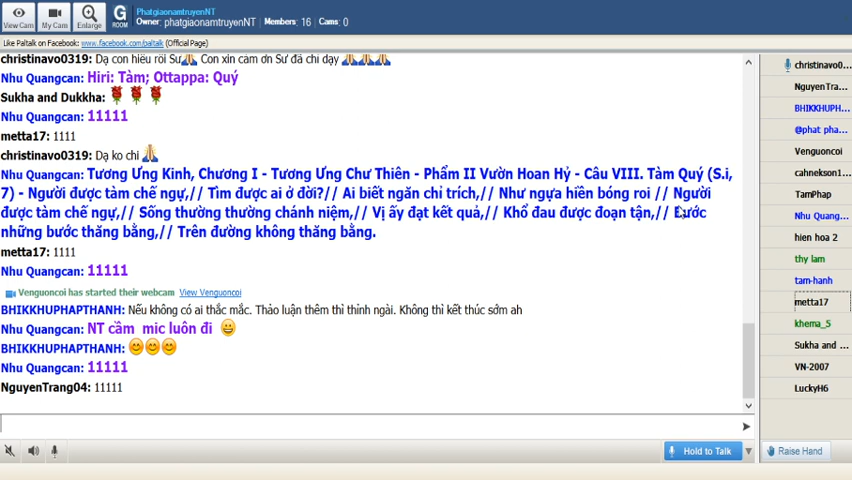 PhatgiaonamtruyenNT
Owner: phatgiaonamtruyenNT Members: 16 Cams: 0
View Cam
My Cam
Enlarge
G
ROOM
Like Paltalk on Facebook: www.facebook.com/paltalk (Official Page)
christinavo0319: Dạ con hiểu rồi Sư🙏 Con xin cảm ơn Sư đã chỉ dạy 🙏🙏🙏
Nhu Quangcan: Hiri: Tàm; Ottappa: Quý
Sukha and Dukkha: 🌹 🌹 🌹
Nhu Quangcan: 11111
metta17: 1111
christinavo0319: Dạ ko chi 🙏
Nhu Quangcan: Tương Ưng Kinh, Chương I - Tương Ưng Chư Thiên - Phẩm II Vườn Hoan Hỷ - Câu VIII. Tàm Quý (S.i,
7) - Người được tàm chế ngự,// Tìm được ai ở đời?// Ai biết ngăn chỉ trích,// Như ngựa hiền bóng roi // Người
được tàm chế ngự,// Sống thường thường chánh niệm,// Vị ấy đạt kết quả,// Khổ đau được đoạn tận,// Bước
những bước thăng bằng,// Trên đường không thăng bằng.
metta17: 1111
Nhu Quangcan: 11111
Venguoncoi has started their webcam View Venguoncoi
BHIKKHUPHAPTHANH: Nếu không có ai thắc mắc. Thảo luận thêm thì thỉnh ngài. Không thì kết thúc sớm ah
Nhu Quangcan: NT cầm mic luôn đi 😀
BHIKKHUPHAPTHANH: 😊😊😊
Nhu Quangcan: 11111
NguyenTrang04: 11111
Hold to Talk
christinavo0...
NguyenTra...
BHIKKHUPH...
@phat pha...
Venguoncoi
cahnekson1...
TamPhap
Nhu Quang...
hien hoa 2
thy lam
tam-hanh
metta17
khema_5
Sukha and ...
VN-2007
LuckyH6
Raise Hand